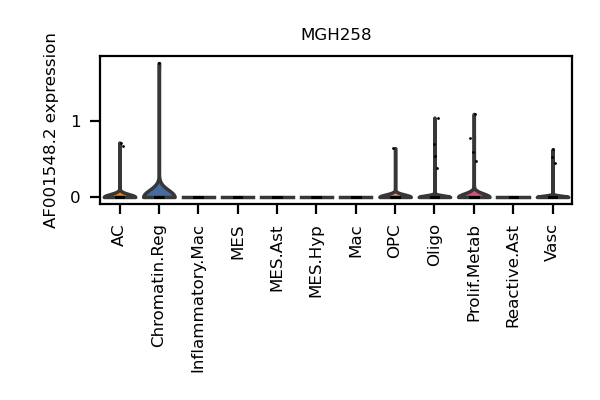 MGH258
AF001548.2 expression
1
0
AC
Chromatin.Reg
Inflammatory.Mac
MES
MES.Ast
MES.Hyp
Mac
OPC
Oligo
Prolif.Metab
Reactive.Ast
Vasc